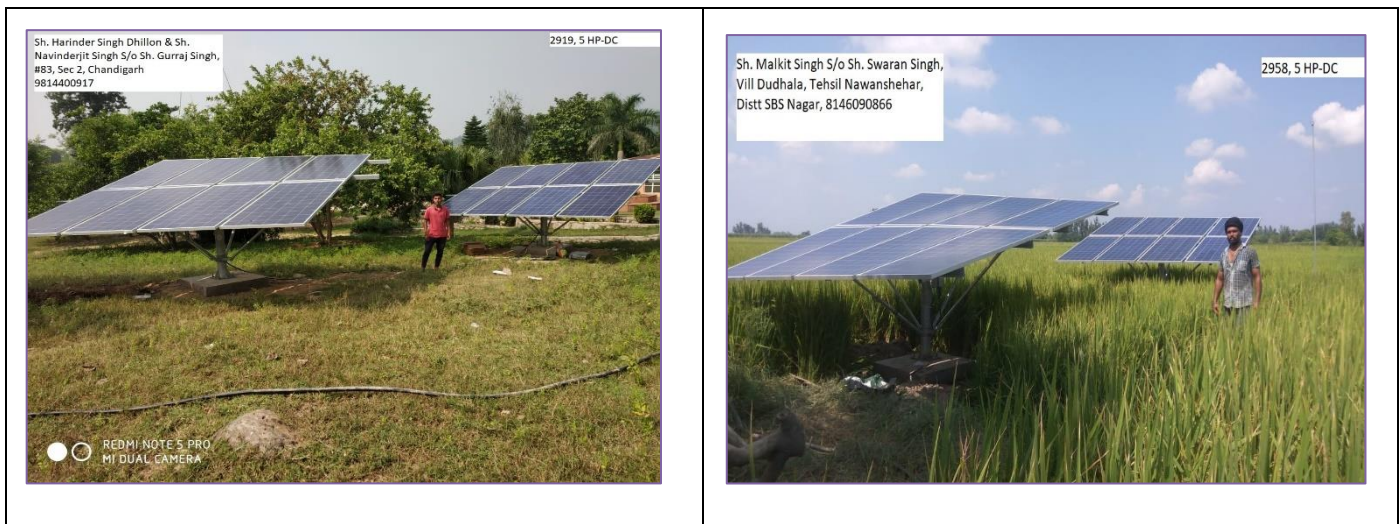 Sh. Harinder Singh Dhillon & Sh.
Navinderjit Singh S/o Sh. Gurraj Singh,
#83, Sec 2, Chandigarh
9814400917
2919, 5 HP-DC
REDMI NOTE 5 PRO
MI DUAL CAMERA
Sh. Malkit Singh S/o Sh. Swaran Singh,
Vill Dudhala, Tehsil Nawanshehar,
Distt SBS Nagar, 8146090866
2958, 5 HP-DC